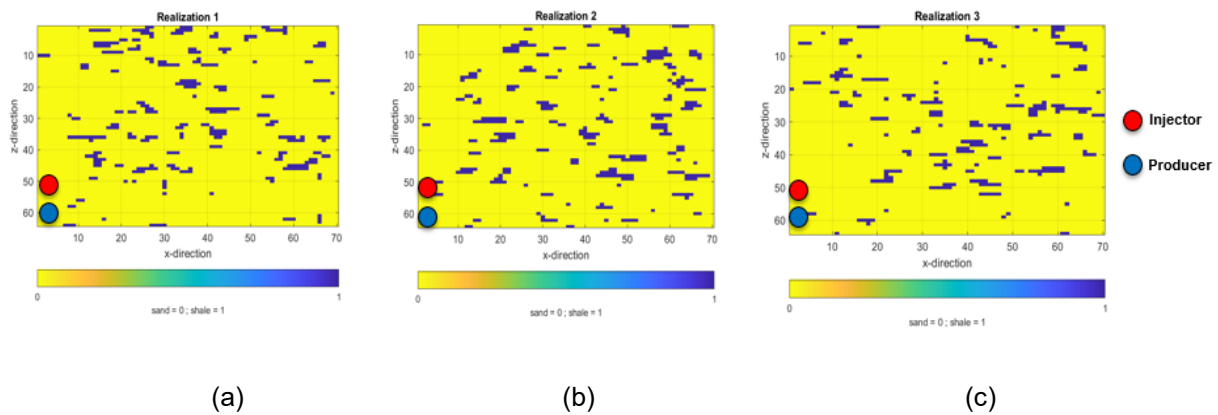 Realization 1
z-direction
10
20
30
40
50
60
10 20 30 40 50 60 70
x-direction
0 1
sand = 0 ; shale = 1
(a)
Realization 2
z-direction
10
20
30
40
50
60
10 20 30 40 50 60 70
x-direction
0 1
sand = 0 ; shale = 1
(b)
Realization 3
z-direction
10
20
30
40
50
60
10 20 30 40 50 60 70
x-direction
0 1
sand = 0 ; shale = 1
(c)
Injector
Producer